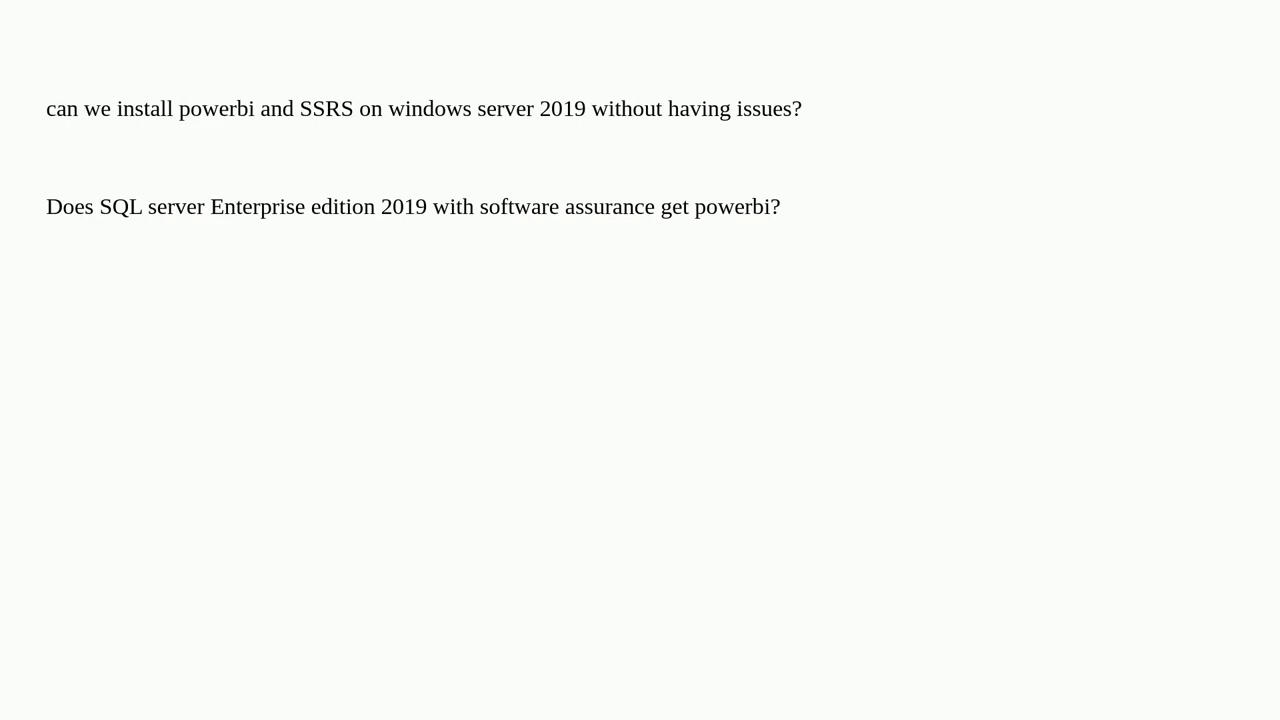 can we install powerbi and SSRS on windows server 2019 without having issues?
Does SQL server Enterprise edition 2019 with software assurance get powerbi?